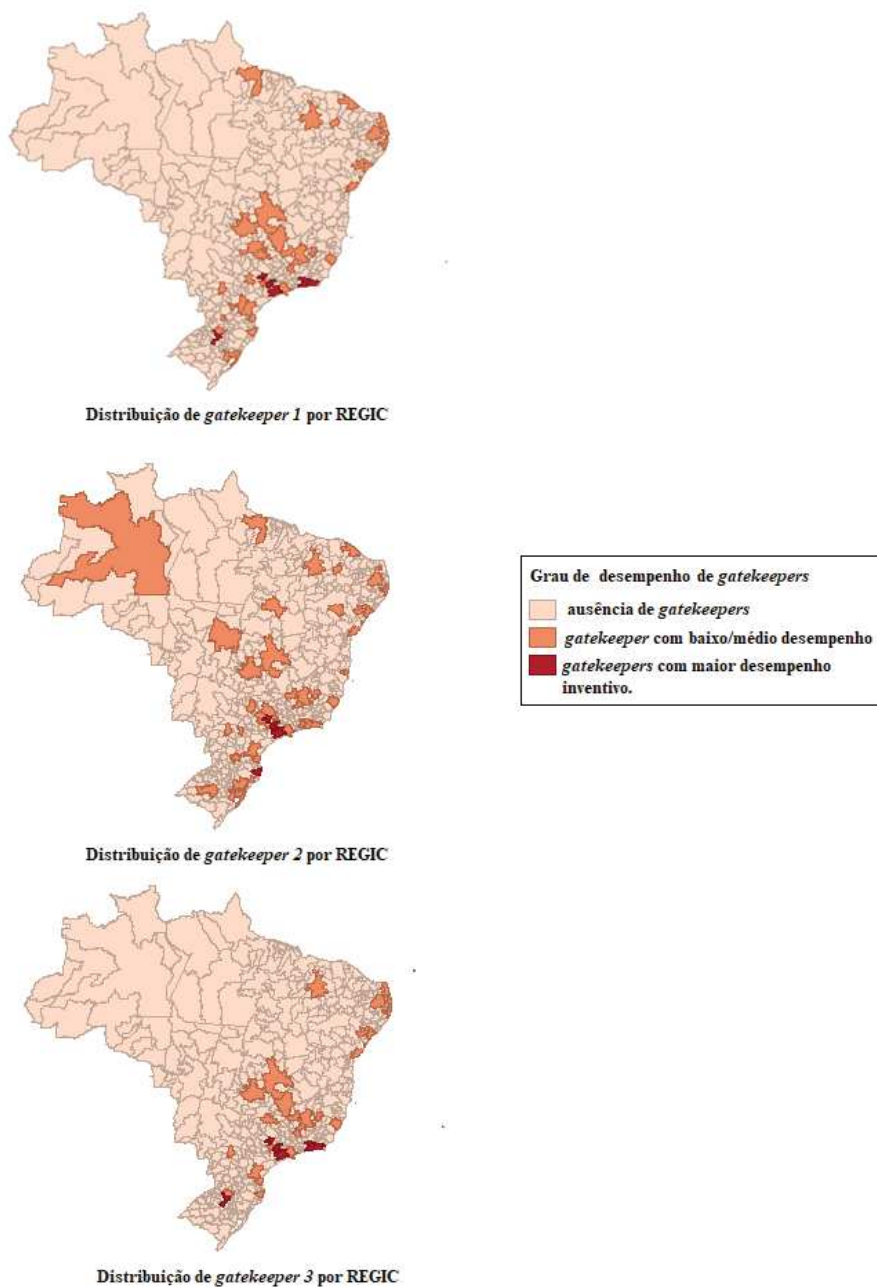 Distribuição de gatekeeper 1 por REGIC
Distribuição de gatekeeper 2 por REGIC
Grau de desempenho de gatekeepers
ausência de gatekeepers
gatekeeper com baixo/médio desempenho
gatekeepers com maior desempenho
inventivo.
Distribuição de gatekeeper 3 por REGIC